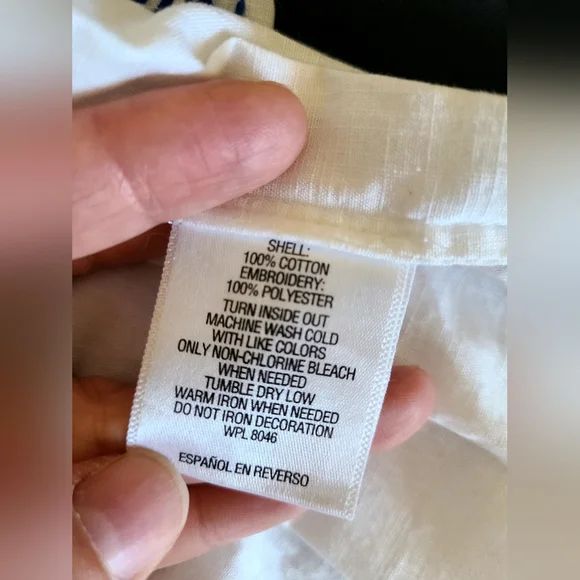 SHELL:
100% COTTON
EMBROIDERY:
100% POLYESTER
TURN INSIDE OUT
MACHINE WASH COLD
WITH LIKE COLORS
ONLY NON-CHLORINE BLEACH
WHEN NEEDED
TUMBLE DRY LOW
WARM IRON WHEN NEEDED
DO NOT IRON DECORATION
WPL 8046
ESPAÑOL EN REVERSO